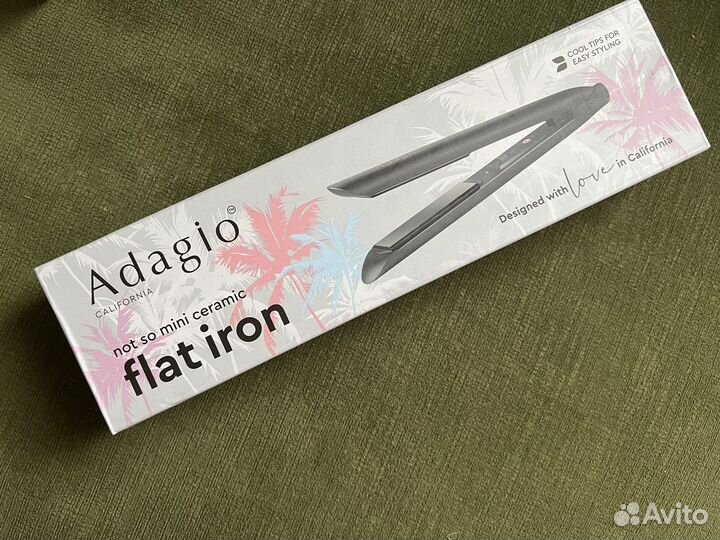 Adagio
CALIFORNIA
not so mini ceramic
flat iron
COOL TIPS FOR
EASY STYLING
Designed with love in California
Avito